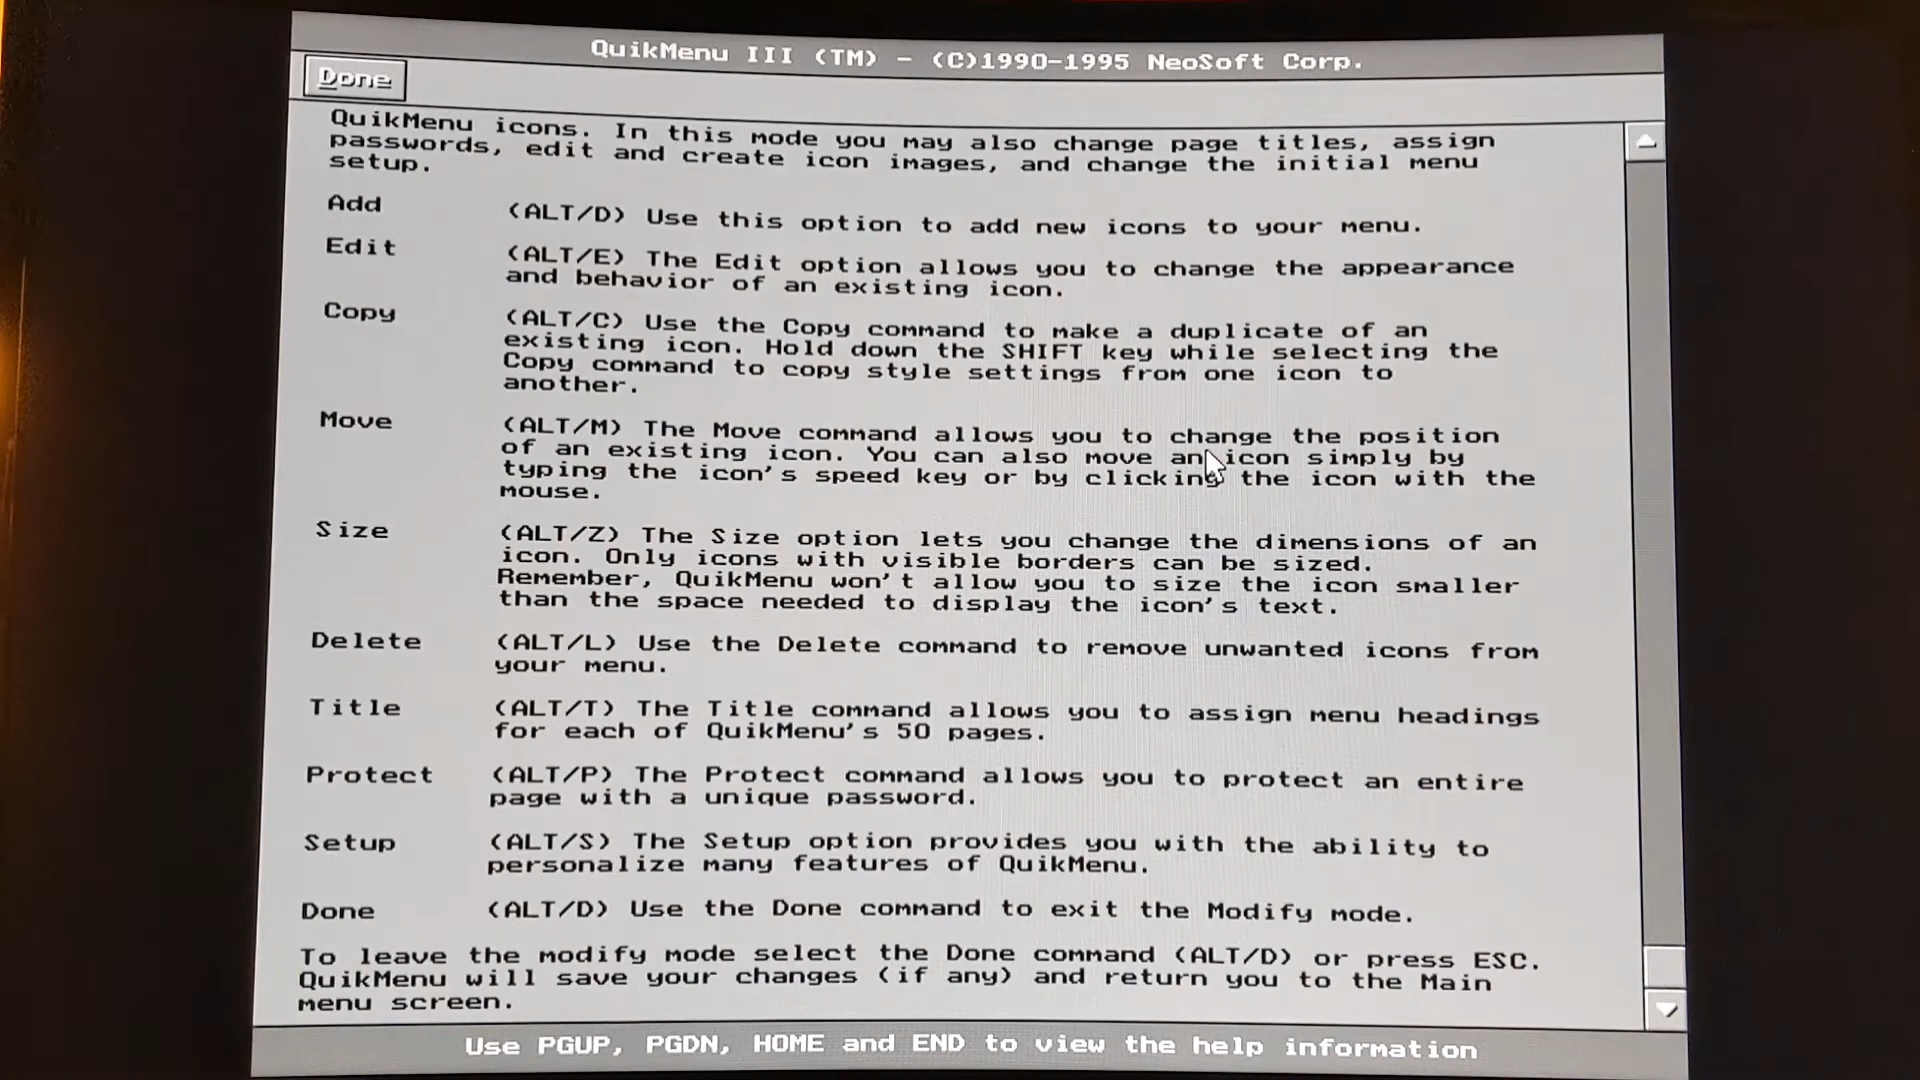 QuikMenu III (TM) - (C)1990-1995 NeoSoft Corp.
Done
QuikMenu icons. In this mode you may also change page titles, assign
passwords, edit and create icon images, and change the initial menu
setup.
Add (ALT/D) Use this option to add new icons to your menu.
Edit (ALT/E) The Edit option allows you to change the appearance
and behavior of an existing icon.
Copy (ALT/C) Use the Copy command to make a duplicate of an
existing icon. Hold down the SHIFT key while selecting the
Copy command to copy style settings from one icon to
another.
Move (ALT/M) The Move command allows you to change the position
of an existing icon. You can also move an icon simply by
typing the icon's speed key or by clicking the icon with the
mouse.
Size (ALT/Z) The Size option lets you change the dimensions of an
icon. Only icons with visible borders can be sized.
Remember, QuikMenu won't allow you to size the icon smaller
than the space needed to display the icon's text.
Delete (ALT/L) Use the Delete command to remove unwanted icons from
your menu.
Title (ALT/T) The Title command allows you to assign menu headings
for each of QuikMenu's 50 pages.
Protect (ALT/P) The Protect command allows you to protect an entire
page with a unique password.
Setup (ALT/S) The Setup option provides you with the ability to
personalize many features of QuikMenu.
Done (ALT/D) Use the Done command to exit the Modify mode.
To leave the modify mode select the Done command (ALT/D) or press ESC.
QuikMenu will save your changes (if any) and return you to the Main
menu screen.
Use PGUP, PGDN, HOME and END to view the help information